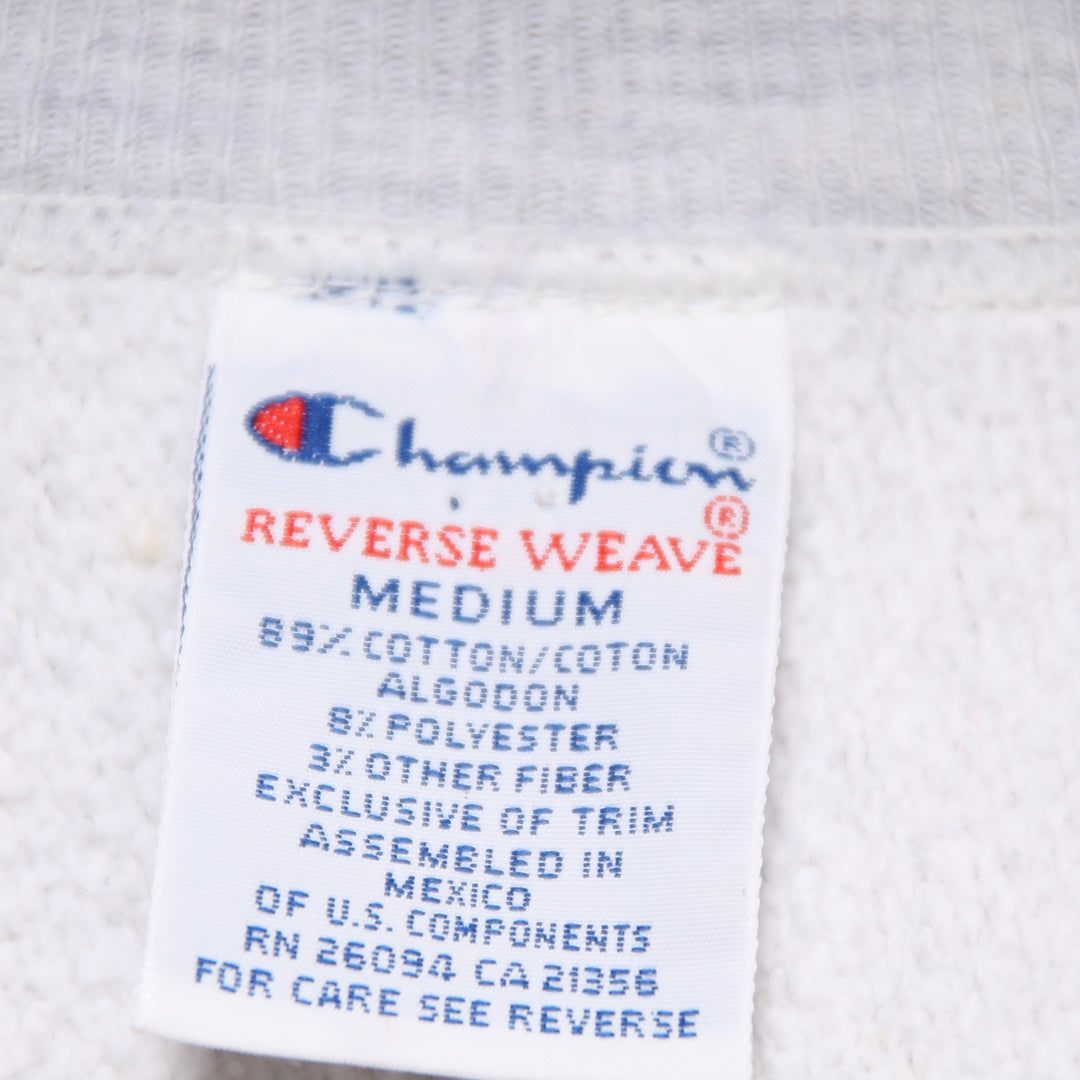 Champion®
REVERSE WEAVE®
MEDIUM
89% COTTON/COTON
ALGODON
8% POLYESTER
3% OTHER FIBER
EXCLUSIVE OF TRIM
ASSEMBLED IN
MEXICO
OF U.S. COMPONENTS
RN 26094 CA 21356
FOR CARE SEE REVERSE